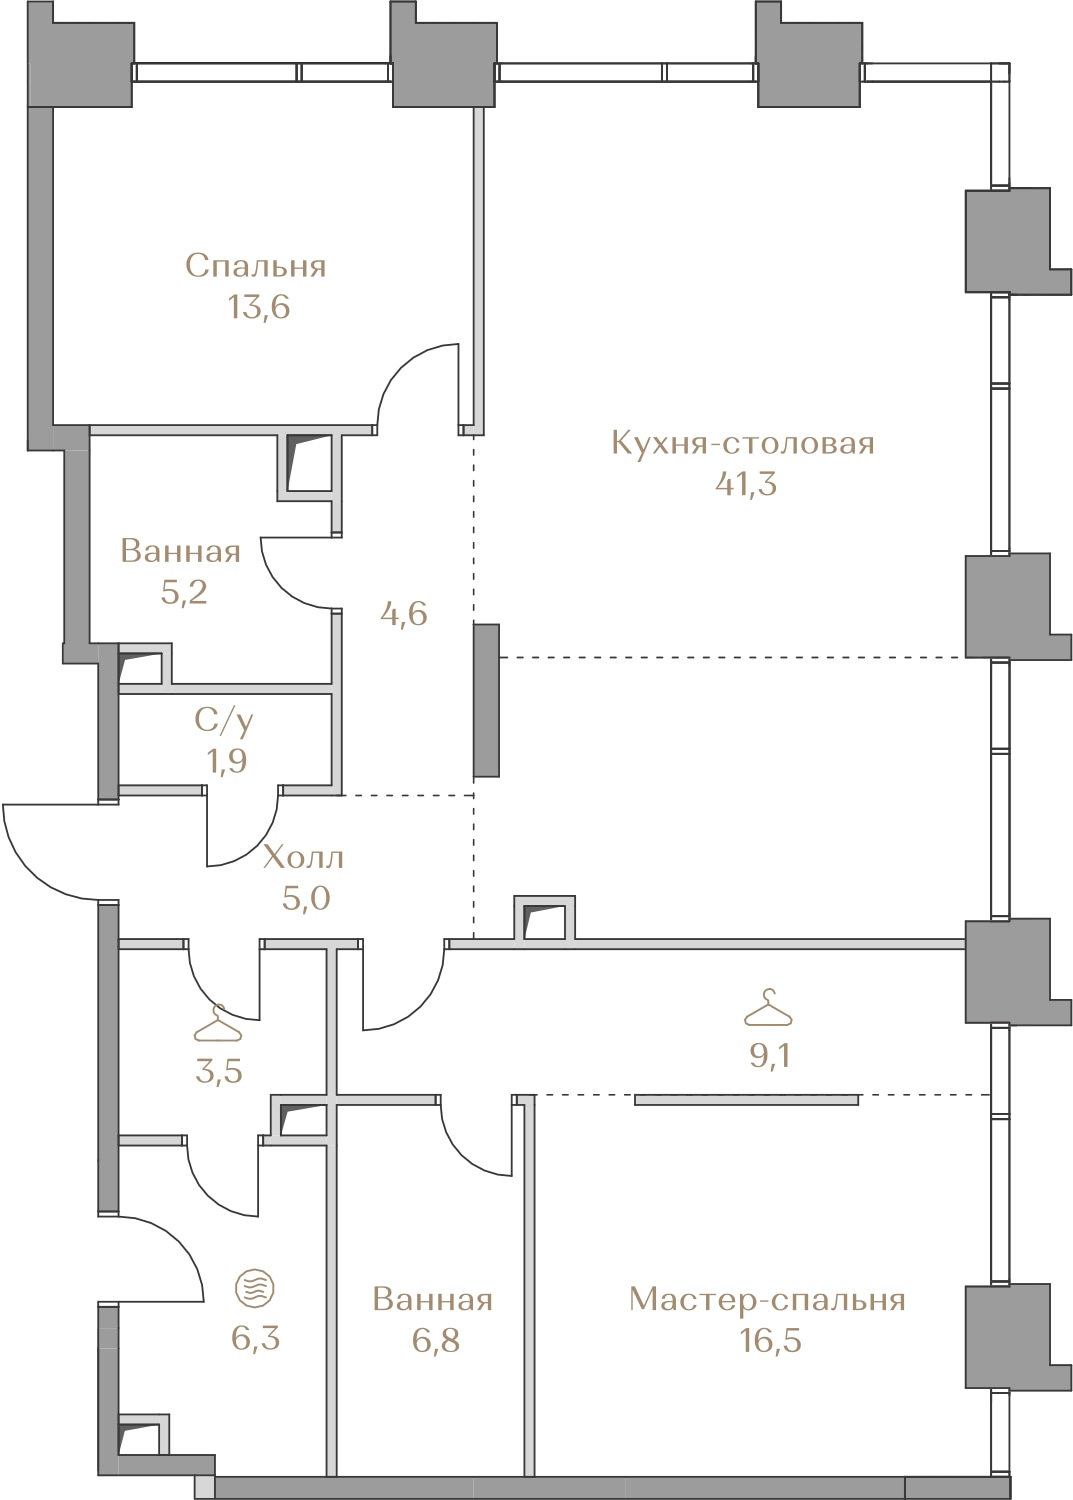 Спальня
13,6
Кухня-столовая
41,3
Ванная
5,2
4,6
С/у
1,9
Холл
5,0
9,1
3,5
Ванная
6,8
Мастер-спальня
16,5
6,3